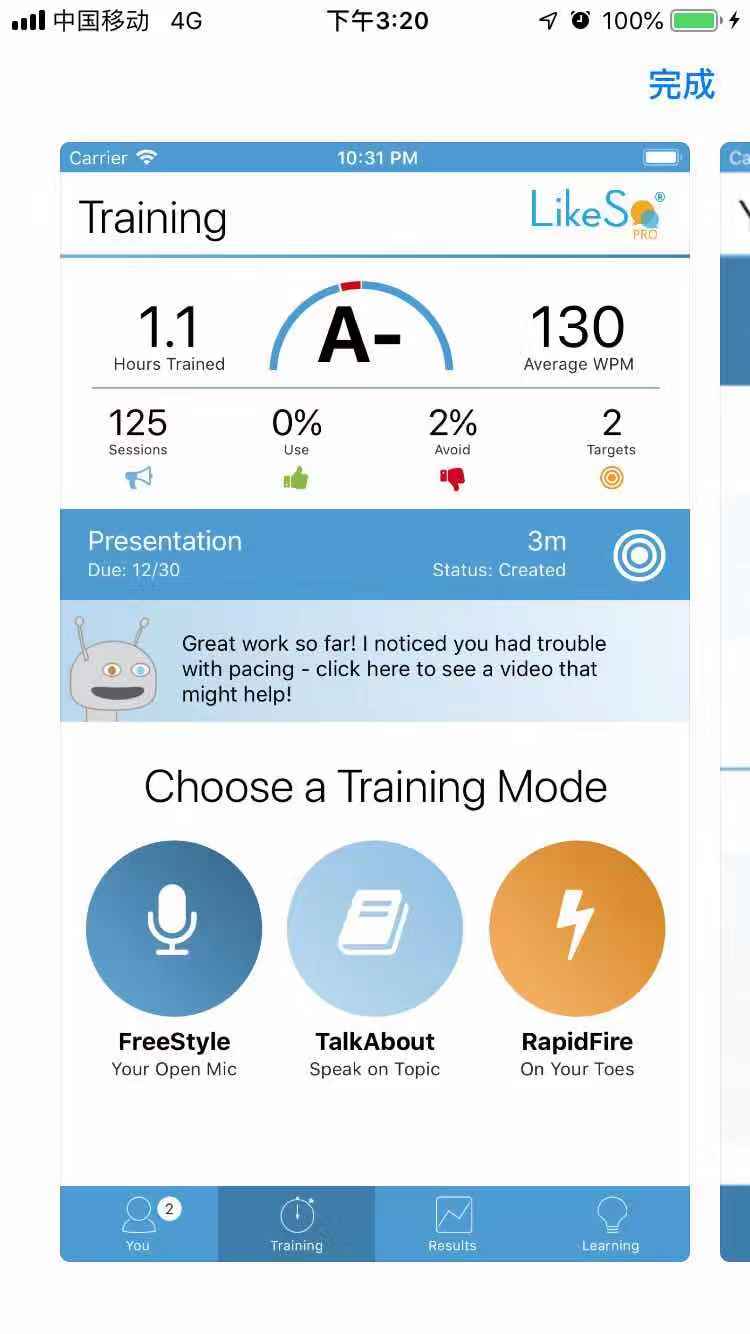 中国移动 4G 下午3:20 100%
完成
Carrier 10:31 PM
Ca
Training LikeSo® PRO
1.1 A- 130
Hours Trained Average WPM
125 0% 2% 2
Sessions Use Avoid Targets
Presentation 3m
Due: 12/30 Status: Created
Great work so far! I noticed you had trouble
with pacing - click here to see a video that
might help!
Choose a Training Mode
FreeStyle TalkAbout RapidFire
Your Open Mic Speak on Topic On Your Toes
2
You Training Results Learning